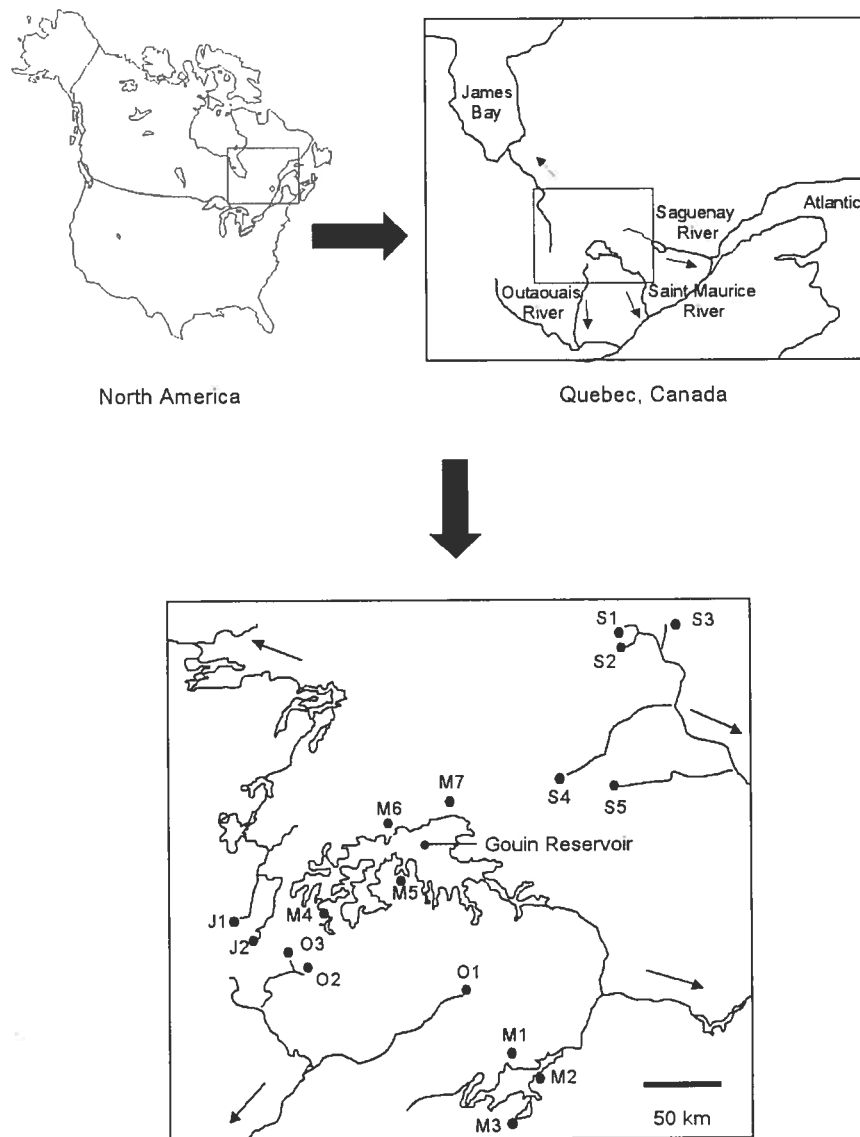 James
Bay
Saguenay
River
Atlantic
Outaouais
River
Saint Maurice
River
North America
Quebec, Canada
S1
S3
S2
S4
S5
M7
M6
Gouin Reservoir
M5
M4
J1
J2
O3
O2
O1
M1
M2
M3
50 km